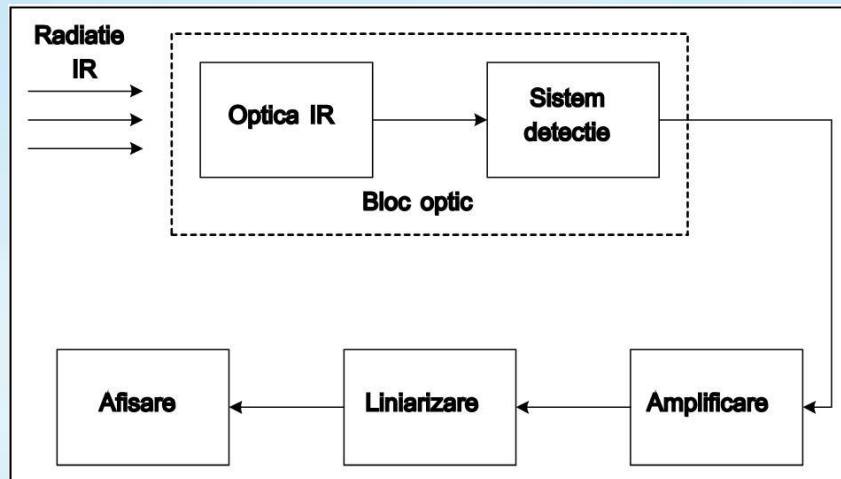 Radiatie
IR
Optica IR
Sistem
detectie
Bloc optic
Afisare
Liniarizare
Amplificare